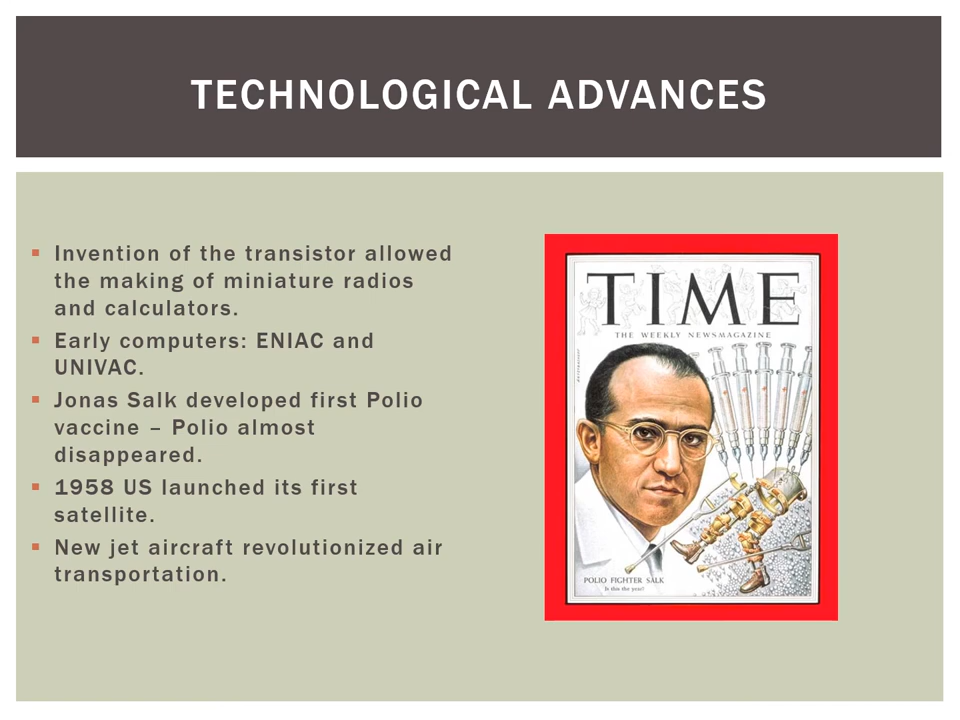 TECHNOLOGICAL ADVANCES
▪ Invention of the transistor allowed
the making of miniature radios
and calculators.
▪ Early computers: ENIAC and
UNIVAC.
▪ Jonas Salk developed first Polio
vaccine – Polio almost
disappeared.
▪ 1958 US launched its first
satellite.
▪ New jet aircraft revolutionized air
transportation.
TIME
THE WEEKLY NEWSMAGAZINE
POLIO FIGHTER SALK
Is this the year?